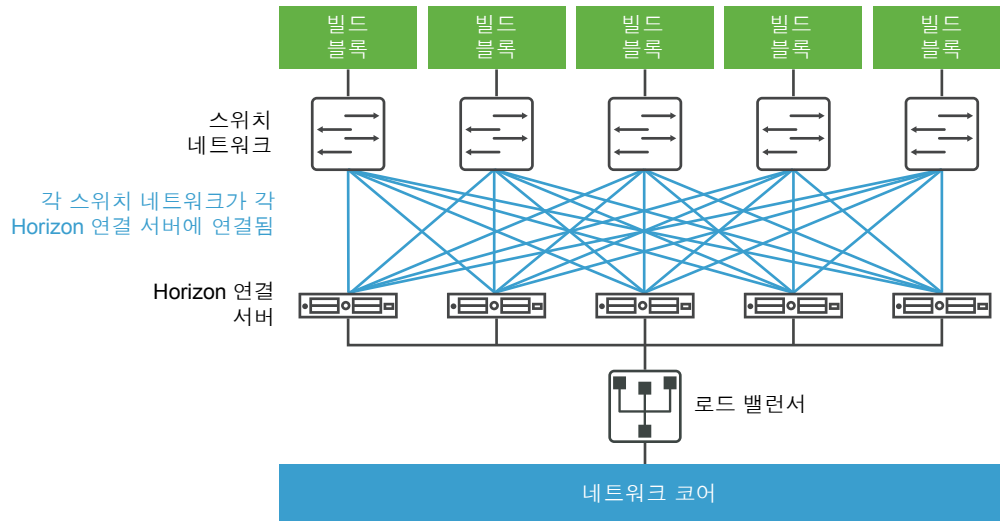 빌드
블록
빌드
블록
빌드
블록
빌드
블록
빌드
블록
스위치
네트워크
각 스위치 네트워크가 각
Horizon 연결 서버에 연결됨
Horizon 연결
서버
로드 밸런서
네트워크 코어